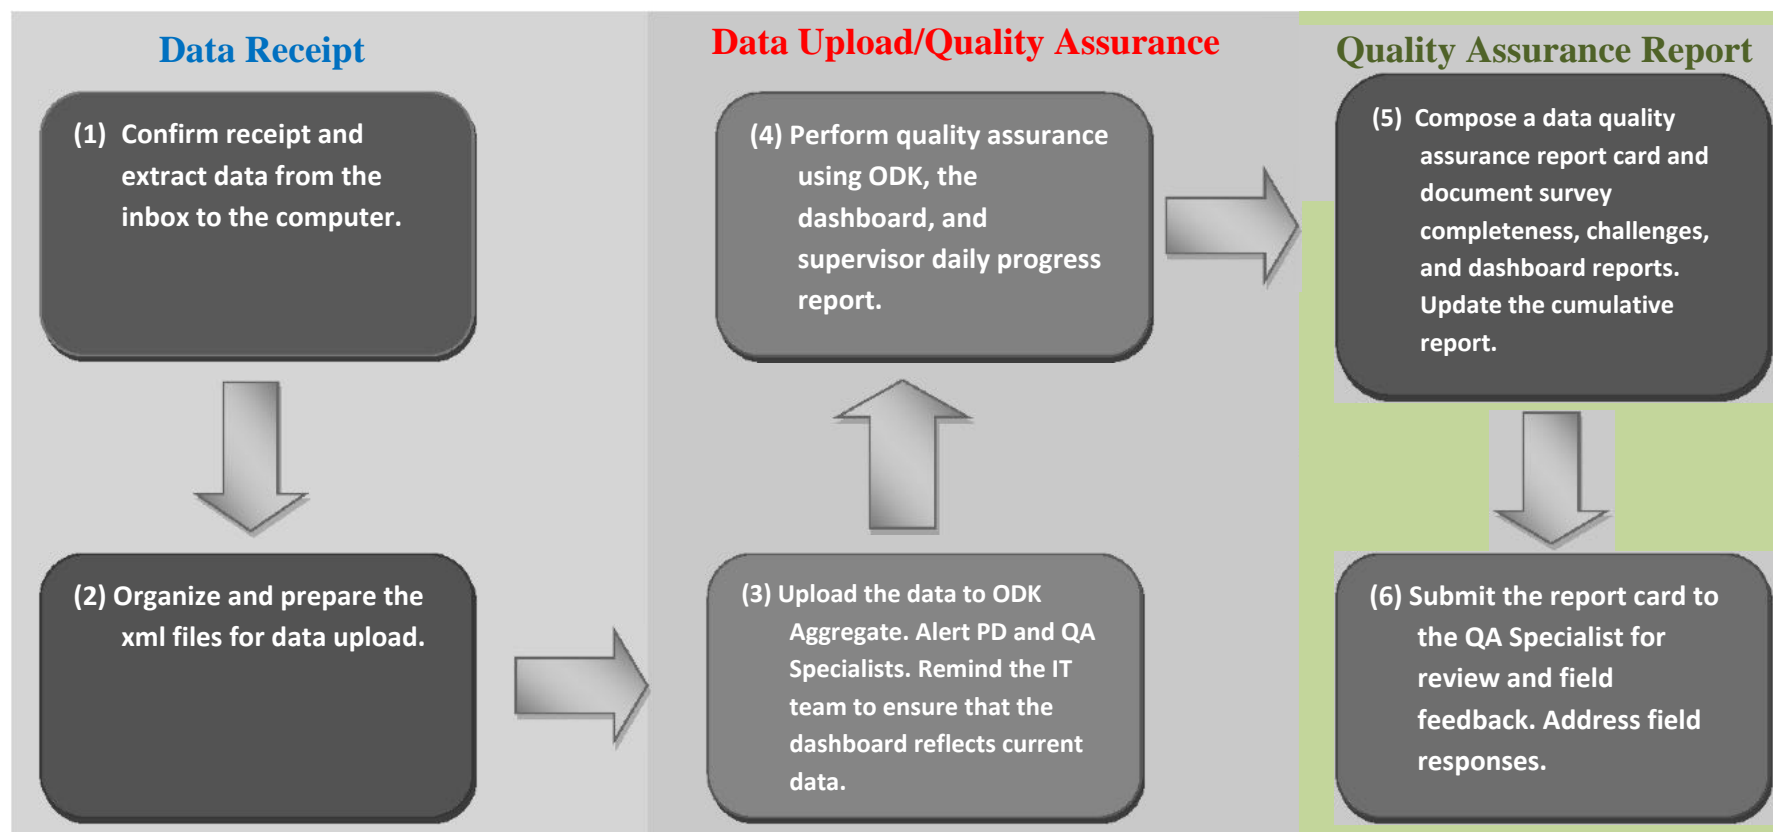 Data Receipt
(1) Confirm receipt and
extract data from the
inbox to the computer.
(2) Organize and prepare the
xml files for data upload.
Data Upload/Quality Assurance
(3) Upload the data to ODK
Aggregate. Alert PD and QA
Specialists. Remind the IT
team to ensure that the
dashboard reflects current
data.
(4) Perform quality assurance
using ODK, the
dashboard, and
supervisor daily progress
report.
Quality Assurance Report
(5) Compose a data quality
assurance report card and
document survey
completeness, challenges,
and dashboard reports.
Update the cumulative
report.
(6) Submit the report card to
the QA Specialist for
review and field
feedback. Address field
responses.